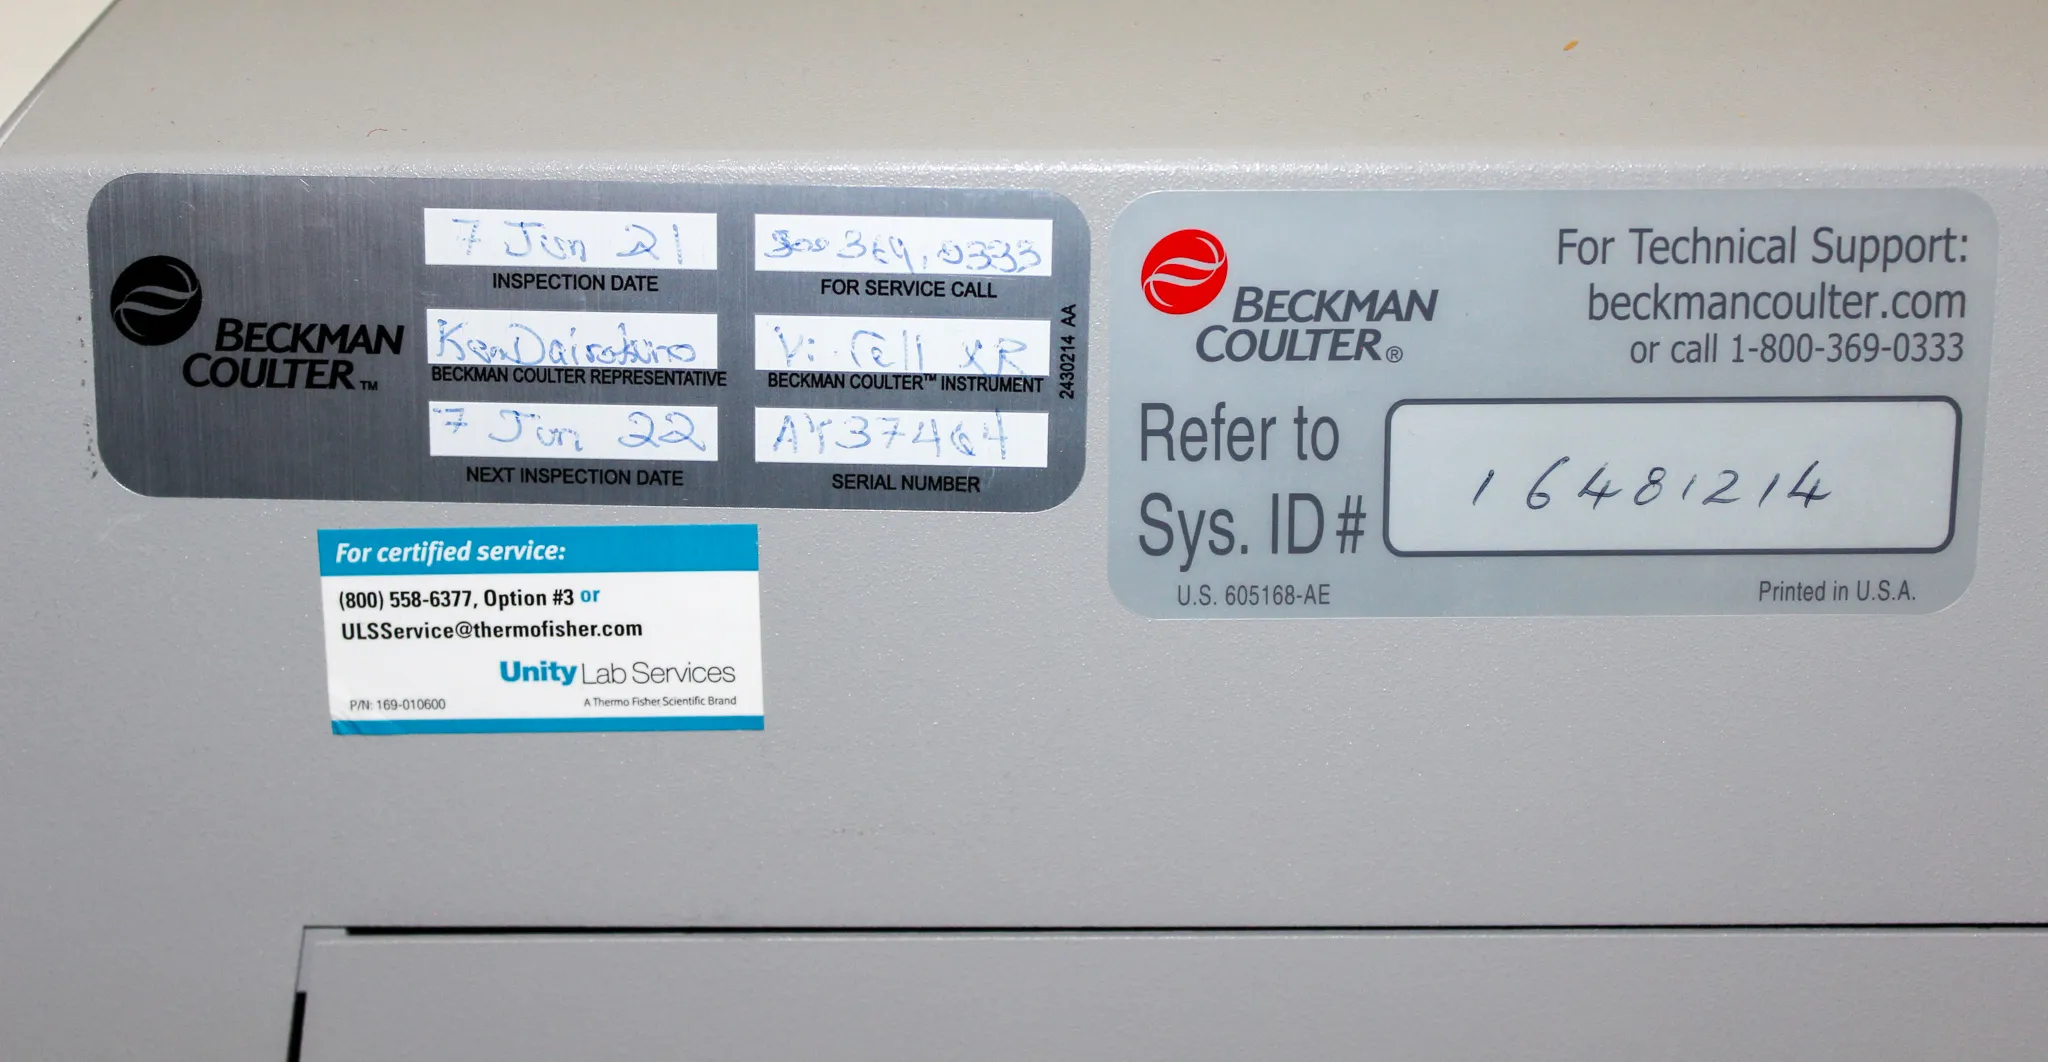 BECKMAN
COULTER™
7 Jun 21
INSPECTION DATE
BECKMAN COULTER REPRESENTATIVE
7 Jun 22
NEXT INSPECTION DATE
800 369.0333
FOR SERVICE CALL
Vi-Cell XR
BECKMAN COULTER™ INSTRUMENT
AY37464
SERIAL NUMBER
2430214 AA
BECKMAN
COULTER®
For Technical Support:
beckmancoulter.com
or call 1-800-369-0333
Refer to
Sys. ID#
16481214
U.S. 605168-AE
Printed in U.S.A.
For certified service:
(800) 558-6377, Option #3 or
ULSService@thermofisher.com
Unity Lab Services
A Thermo Fisher Scientific Brand
P/N: 169-010600